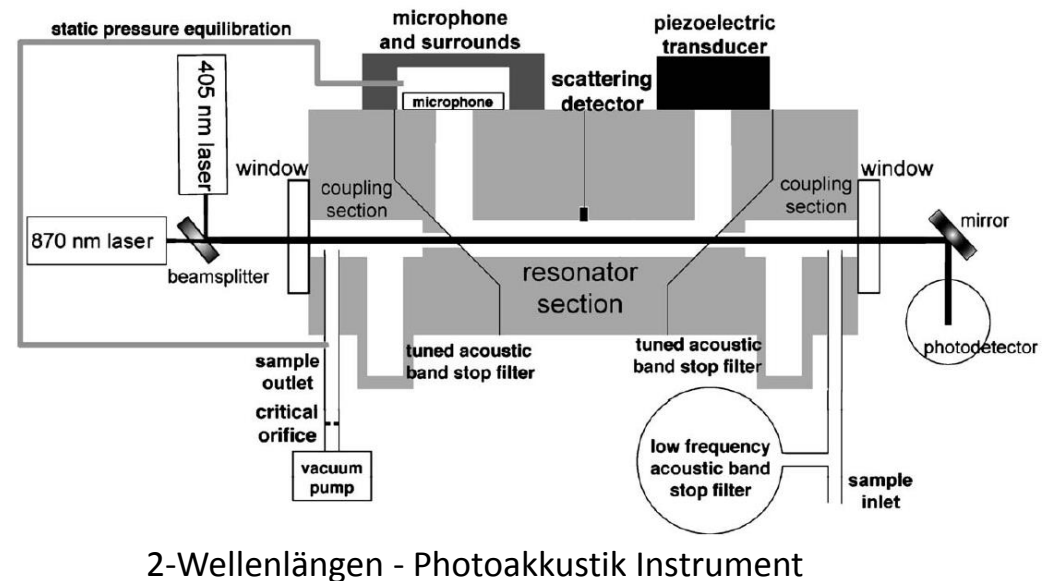 static pressure equilibration
microphone
and surrounds
piezoelectric
transducer
scattering
detector
405 nm laser
microphone
window
coupling
section
coupling
section
window
mirror
870 nm laser
beamsplitter
resonator
section
photodetector
sample
outlet
tuned acoustic
band stop filter
tuned acoustic
band stop filter
critical
orifice
low frequency
acoustic band
stop filter
vacuum
pump
sample
inlet
2-Wellenlängen - Photoakkustik Instrument